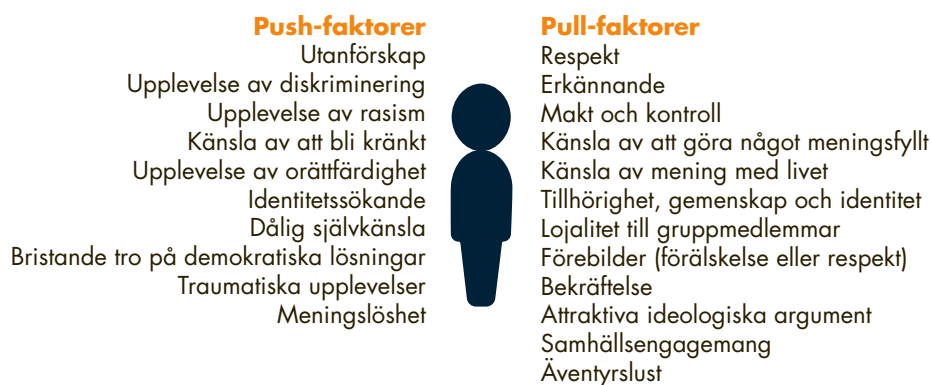 Push-faktorer
Utanförskap
Upplevelse av diskriminering
Upplevelse av rasism
Känsla av att bli kränkt
Upplevelse av orättfärdighet
Identitetssökande
Dålig självkänsla
Bristande tro på demokratiska lösningar
Traumatiska upplevelser
Meningslöshet
Pull-faktorer
Respekt
Erkännande
Makt och kontroll
Känsla av att göra något meningsfyllt
Känsla av mening med livet
Tillhörighet, gemenskap och identitet
Lojalitet till gruppmedlemmar
Förebilder (förälskelse eller respekt)
Bekräftelse
Attraktiva ideologiska argument
Samhällsengagemang
Äventyrslust